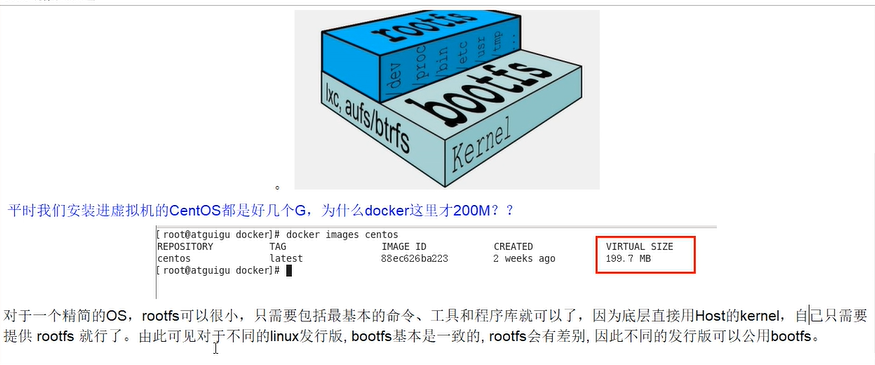 rootfs
/dev
/proc
/bin
/etc
/usr
/tmp
...
bootfs
lxc, aufs/btrfs
Kernel
。
平时我们安装进虚拟机的CentOS都是好几个G，为什么docker这里才200M？？
[root@atguigu docker]# docker images centos
REPOSITORY TAG IMAGE ID CREATED VIRTUAL SIZE
centos latest 88ec626ba223 2 weeks ago 199.7 MB
[root@atguigu docker]#
对于一个精简的OS，rootfs可以很小，只需要包括最基本的命令、工具和程序库就可以了，因为底层直接用Host的kernel，自己只需要
提供 rootfs 就行了。由此可见对于不同的linux发行版, bootfs基本是一致的, rootfs会有差别, 因此不同的发行版可以公用bootfs。